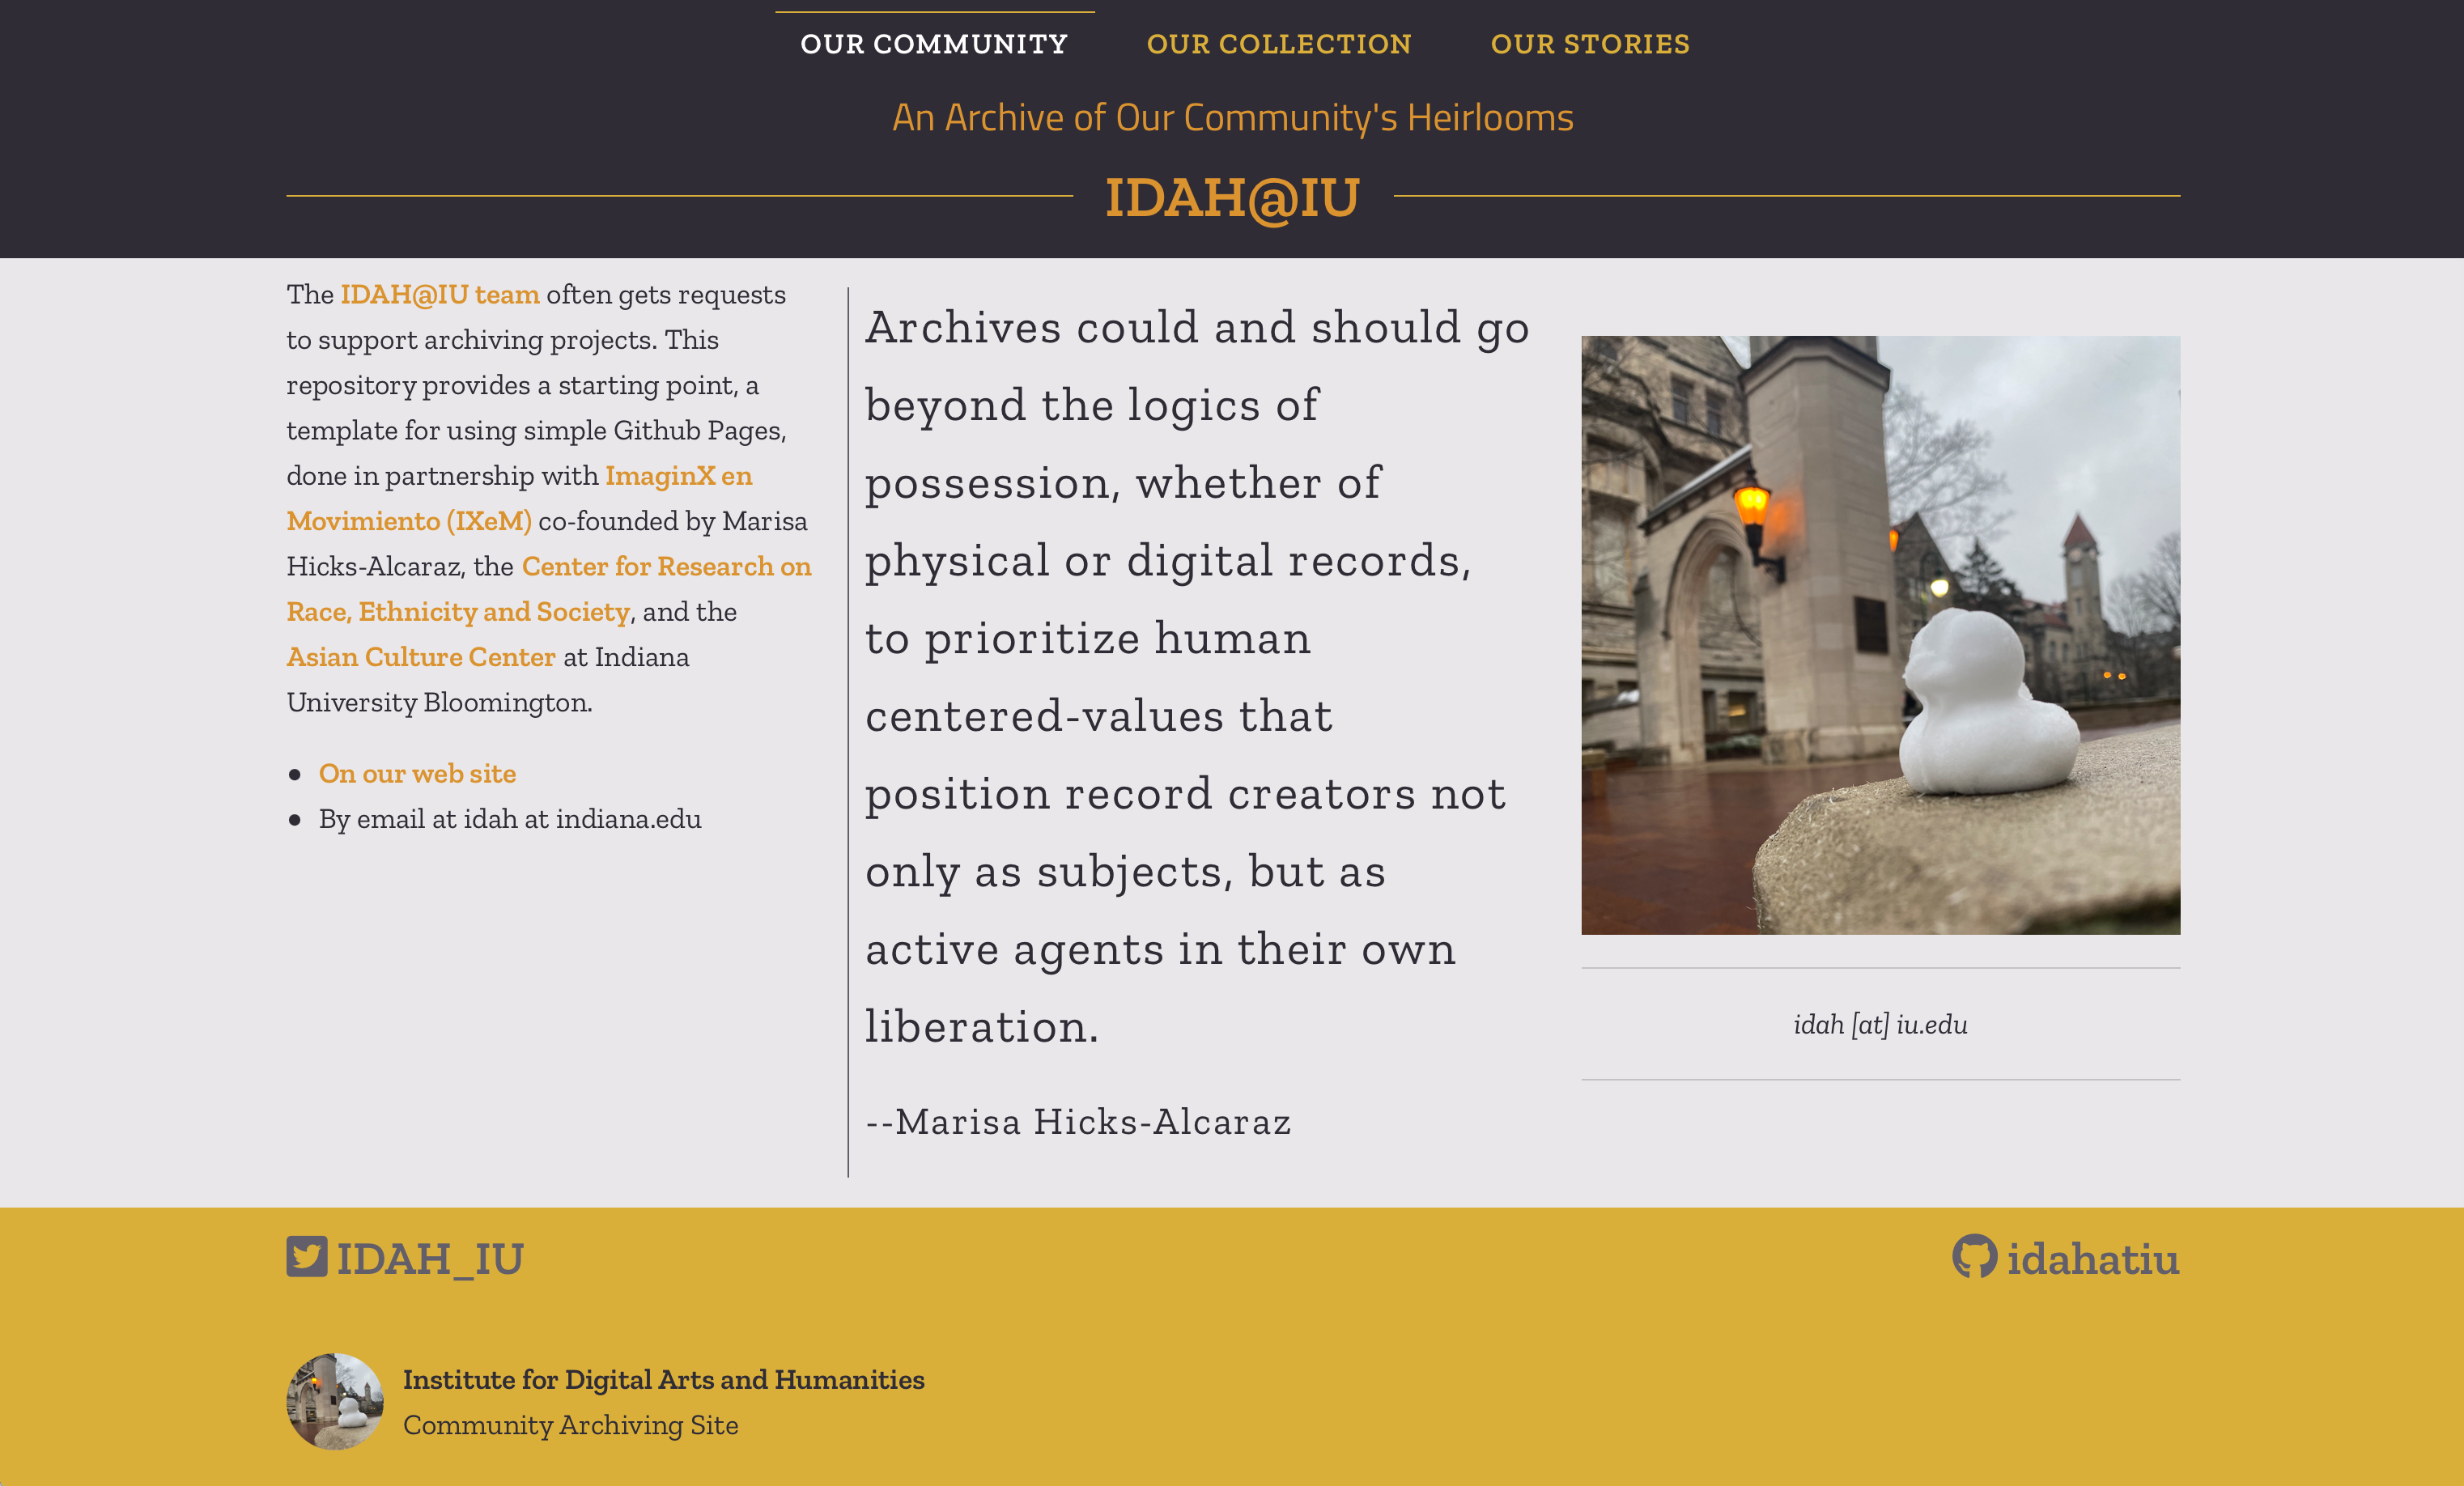 OUR COMMUNITY OUR COLLECTION OUR STORIES
An Archive of Our Community's Heirlooms
IDAH@IU
The IDAH@IU team often gets requests
to support archiving projects. This
repository provides a starting point, a
template for using simple Github Pages,
done in partnership with ImaginX en
Movimiento (IXeM) co-founded by Marisa
Hicks-Alcaraz, the Center for Research on
Race, Ethnicity and Society, and the
Asian Culture Center at Indiana
University Bloomington.
● On our web site
● By email at idah at indiana.edu
Archives could and should go
beyond the logics of
possession, whether of
physical or digital records,
to prioritize human
centered-values that
position record creators not
only as subjects, but as
active agents in their own
liberation.
--Marisa Hicks-Alcaraz
idah [at] iu.edu
IDAH_IU
idahatiu
Institute for Digital Arts and Humanities
Community Archiving Site